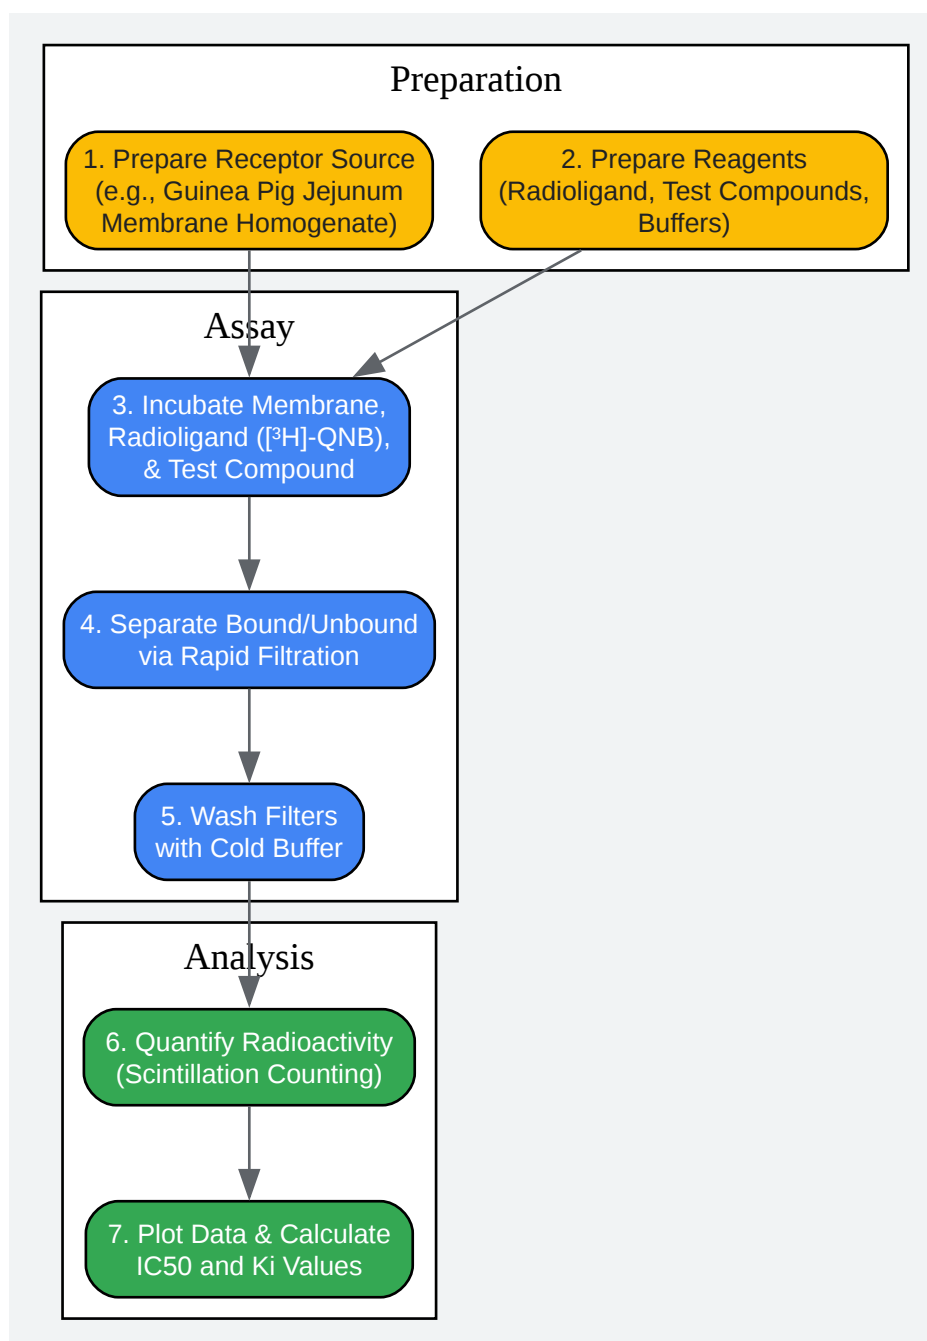 Preparation
1. Prepare Receptor Source
(e.g., Guinea Pig Jejunum
Membrane Homogenate)
2. Prepare Reagents
(Radioligand, Test Compounds,
Buffers)
Assay
3. Incubate Membrane,
Radioligand ([³H]-QNB),
& Test Compound
4. Separate Bound/Unbound
via Rapid Filtration
5. Wash Filters
with Cold Buffer
Analysis
6. Quantify Radioactivity
(Scintillation Counting)
7. Plot Data & Calculate
IC50 and Ki Values